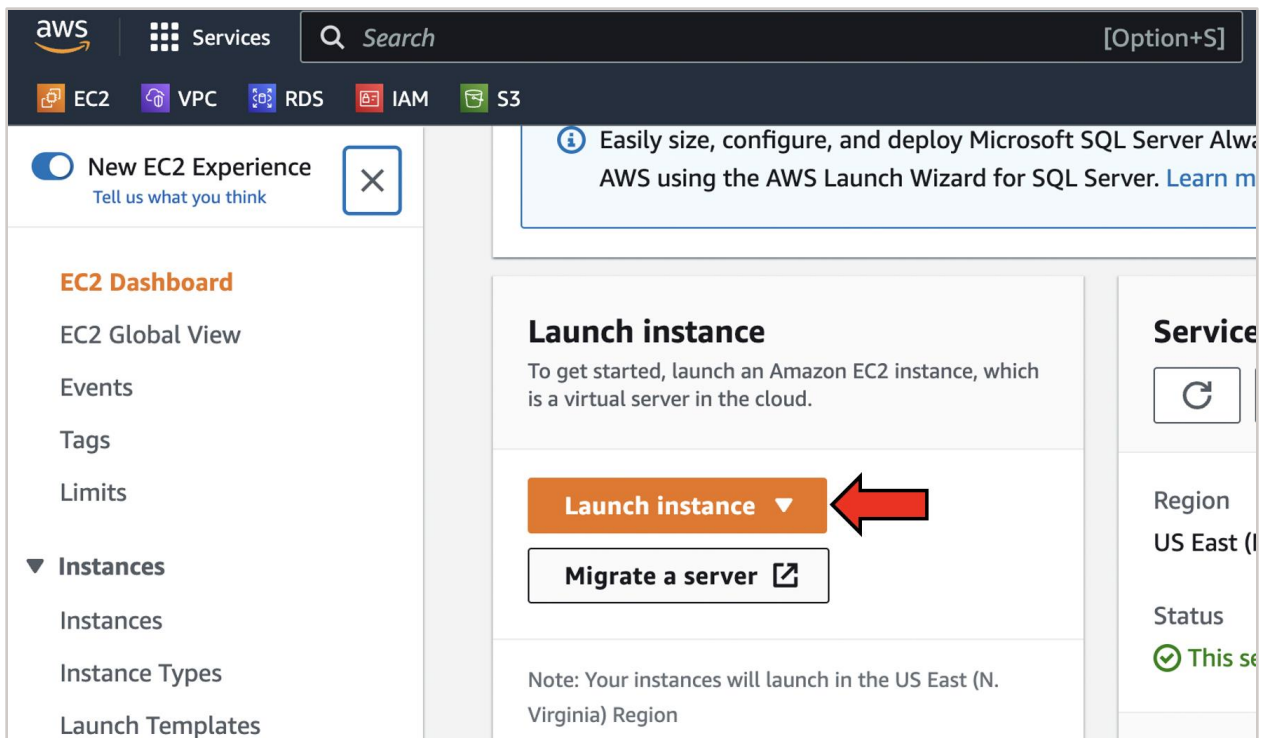 aws
Services
Search
[Option+S]
EC2
VPC
RDS
IAM
S3
New EC2 Experience
Tell us what you think
EC2 Dashboard
EC2 Global View
Events
Tags
Limits
Instances
Instances
Instance Types
Launch Templates
Easily size, configure, and deploy Microsoft SQL Server
AWS using the AWS Launch Wizard for SQL Server. Learn
Launch instance
To get started, launch an Amazon EC2 instance, which
is a virtual server in the cloud.
Launch instance
Migrate a server
Note: Your instances will launch in the US East (N.
Virginia) Region
Service
Region
US East
Status
This